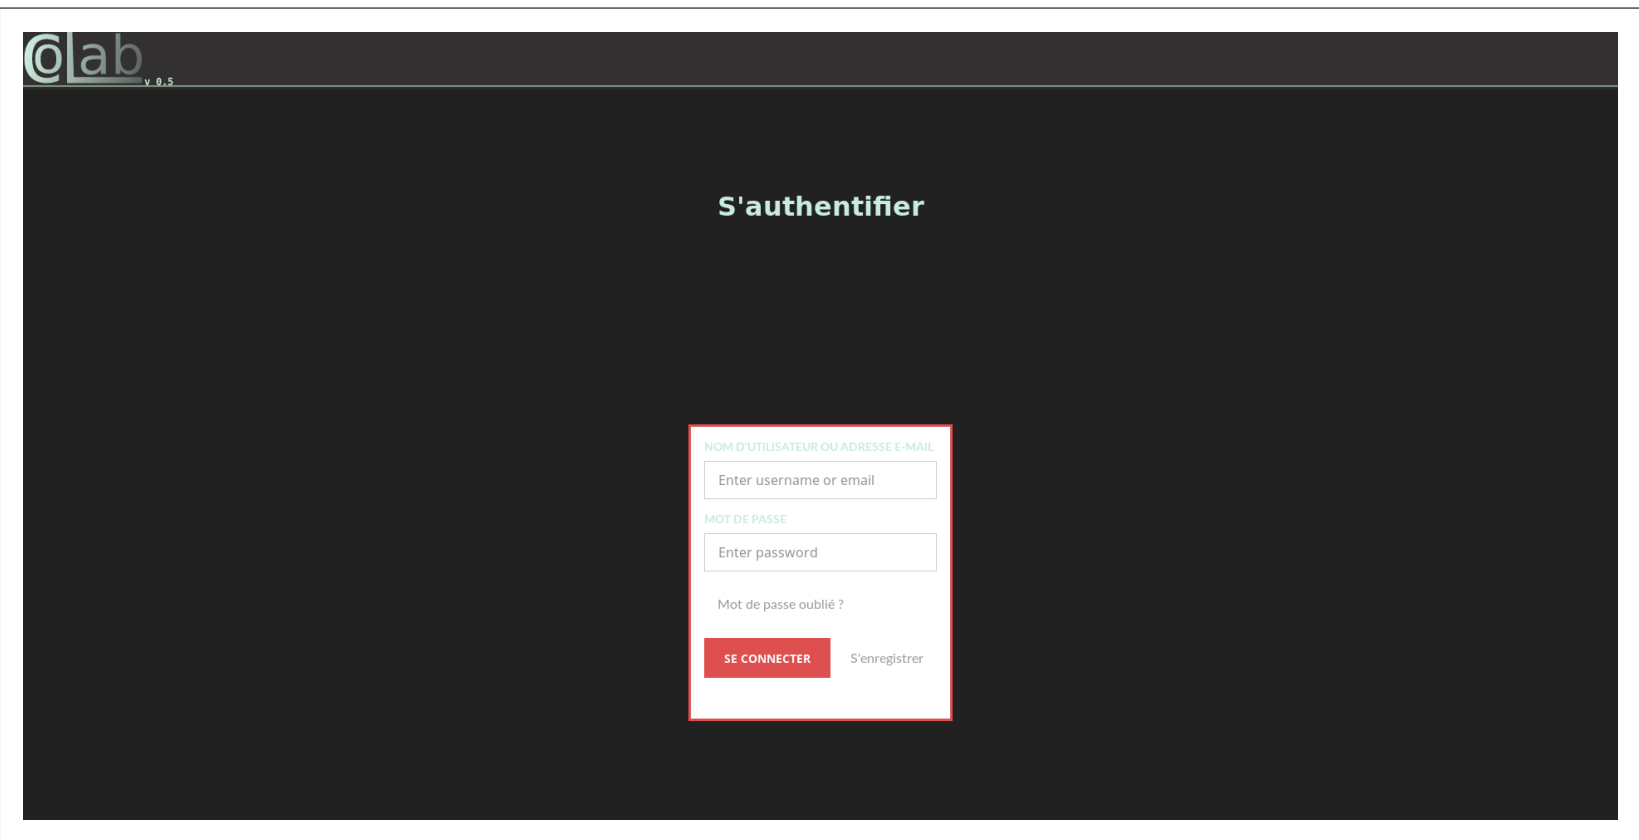 CoLab v 0.5
S'authentifier
NOM D'UTILISATEUR OU ADRESSE E-MAIL
Enter username or email
MOT DE PASSE
Enter password
Mot de passe oublié ?
SE CONNECTER S'enregistrer